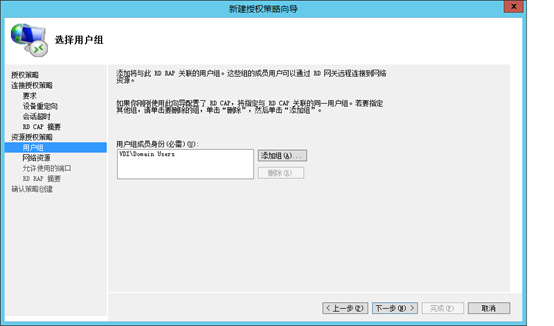 新建授权策略向导
选择用户组
授权策略
连接授权策略
要求
设备重定向
会话超时
RD CAP 摘要
资源授权策略
用户组
网络资源
允许使用的端口
RD RAP 摘要
确认策略创建
添加将与此 RD RAP 关联的用户组。这些组的成员用户可以通过 RD 网关远程连接到网络
资源。
如果你刚刚使用此向导配置了 RD CAP，将指定与 RD CAP 关联的同一用户组。若要指定
其他组，请单击要删除的组，单击“删除”，然后单击“添加组”。
用户组成员身份(必需)(U):
VDI\Domain Users
添加组(A)...
删除(R)
< 上一步(P)
下一步(N) >
完成(F)
取消